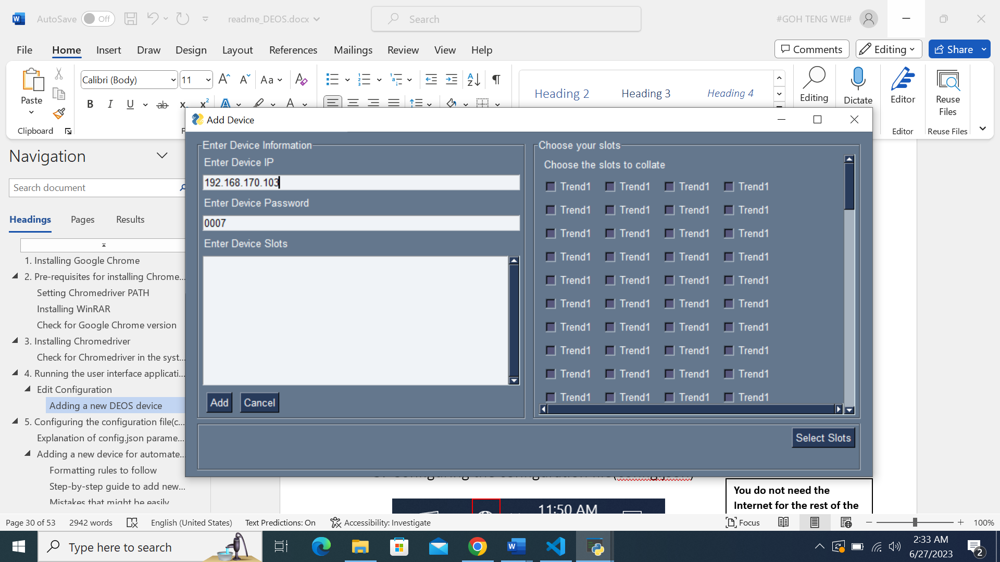 AutoSave Off readme_DEOS.docx Search #GOH TENG WEI#
File Home Insert Draw Design Layout References Mailings Review View Help Comments Editing Share
Calibri (Body) 11 Aa
Paste
Heading 2 Heading 3 Heading 4
Editing Dictate Editor Reuse Files
Clipboard Editor Reuse Files
Navigation
Search document
Headings Pages Results
1. Installing Google Chrome
2. Pre-requisites for installing Chrome...
Setting Chromedriver PATH
Installing WinRAR
Check for Google Chrome version
3. Installing Chromedriver
Check for Chromedriver in the syst...
4. Running the user interface applicati...
Edit Configuration
Adding a new DEOS device
5. Configuring the configuration file(c...
Explanation of config.json parame...
Adding a new device for automate...
Formatting rules to follow
Step-by-step guide to add new...
Mistakes that might be easily
Add Device
Enter Device Information
Enter Device IP
192.168.170.103
Enter Device Password
0007
Enter Device Slots
Add Cancel
Choose your slots
Choose the slots to collate
Trend1 Trend1 Trend1 Trend1
Trend1 Trend1 Trend1 Trend1
Trend1 Trend1 Trend1 Trend1
Trend1 Trend1 Trend1 Trend1
Trend1 Trend1 Trend1 Trend1
Trend1 Trend1 Trend1 Trend1
Trend1 Trend1 Trend1 Trend1
Trend1 Trend1 Trend1 Trend1
Trend1 Trend1 Trend1 Trend1
Trend1 Trend1 Trend1 Trend1
Select Slots
Configuring the configuration file(config.json)
11:50 AM
You do not need the
Internet for the rest of the
Page 30 of 53 2942 words English (United States) Text Predictions: On Accessibility: Investigate Focus 100%
Type here to search
2:33 AM
6/27/2023
2